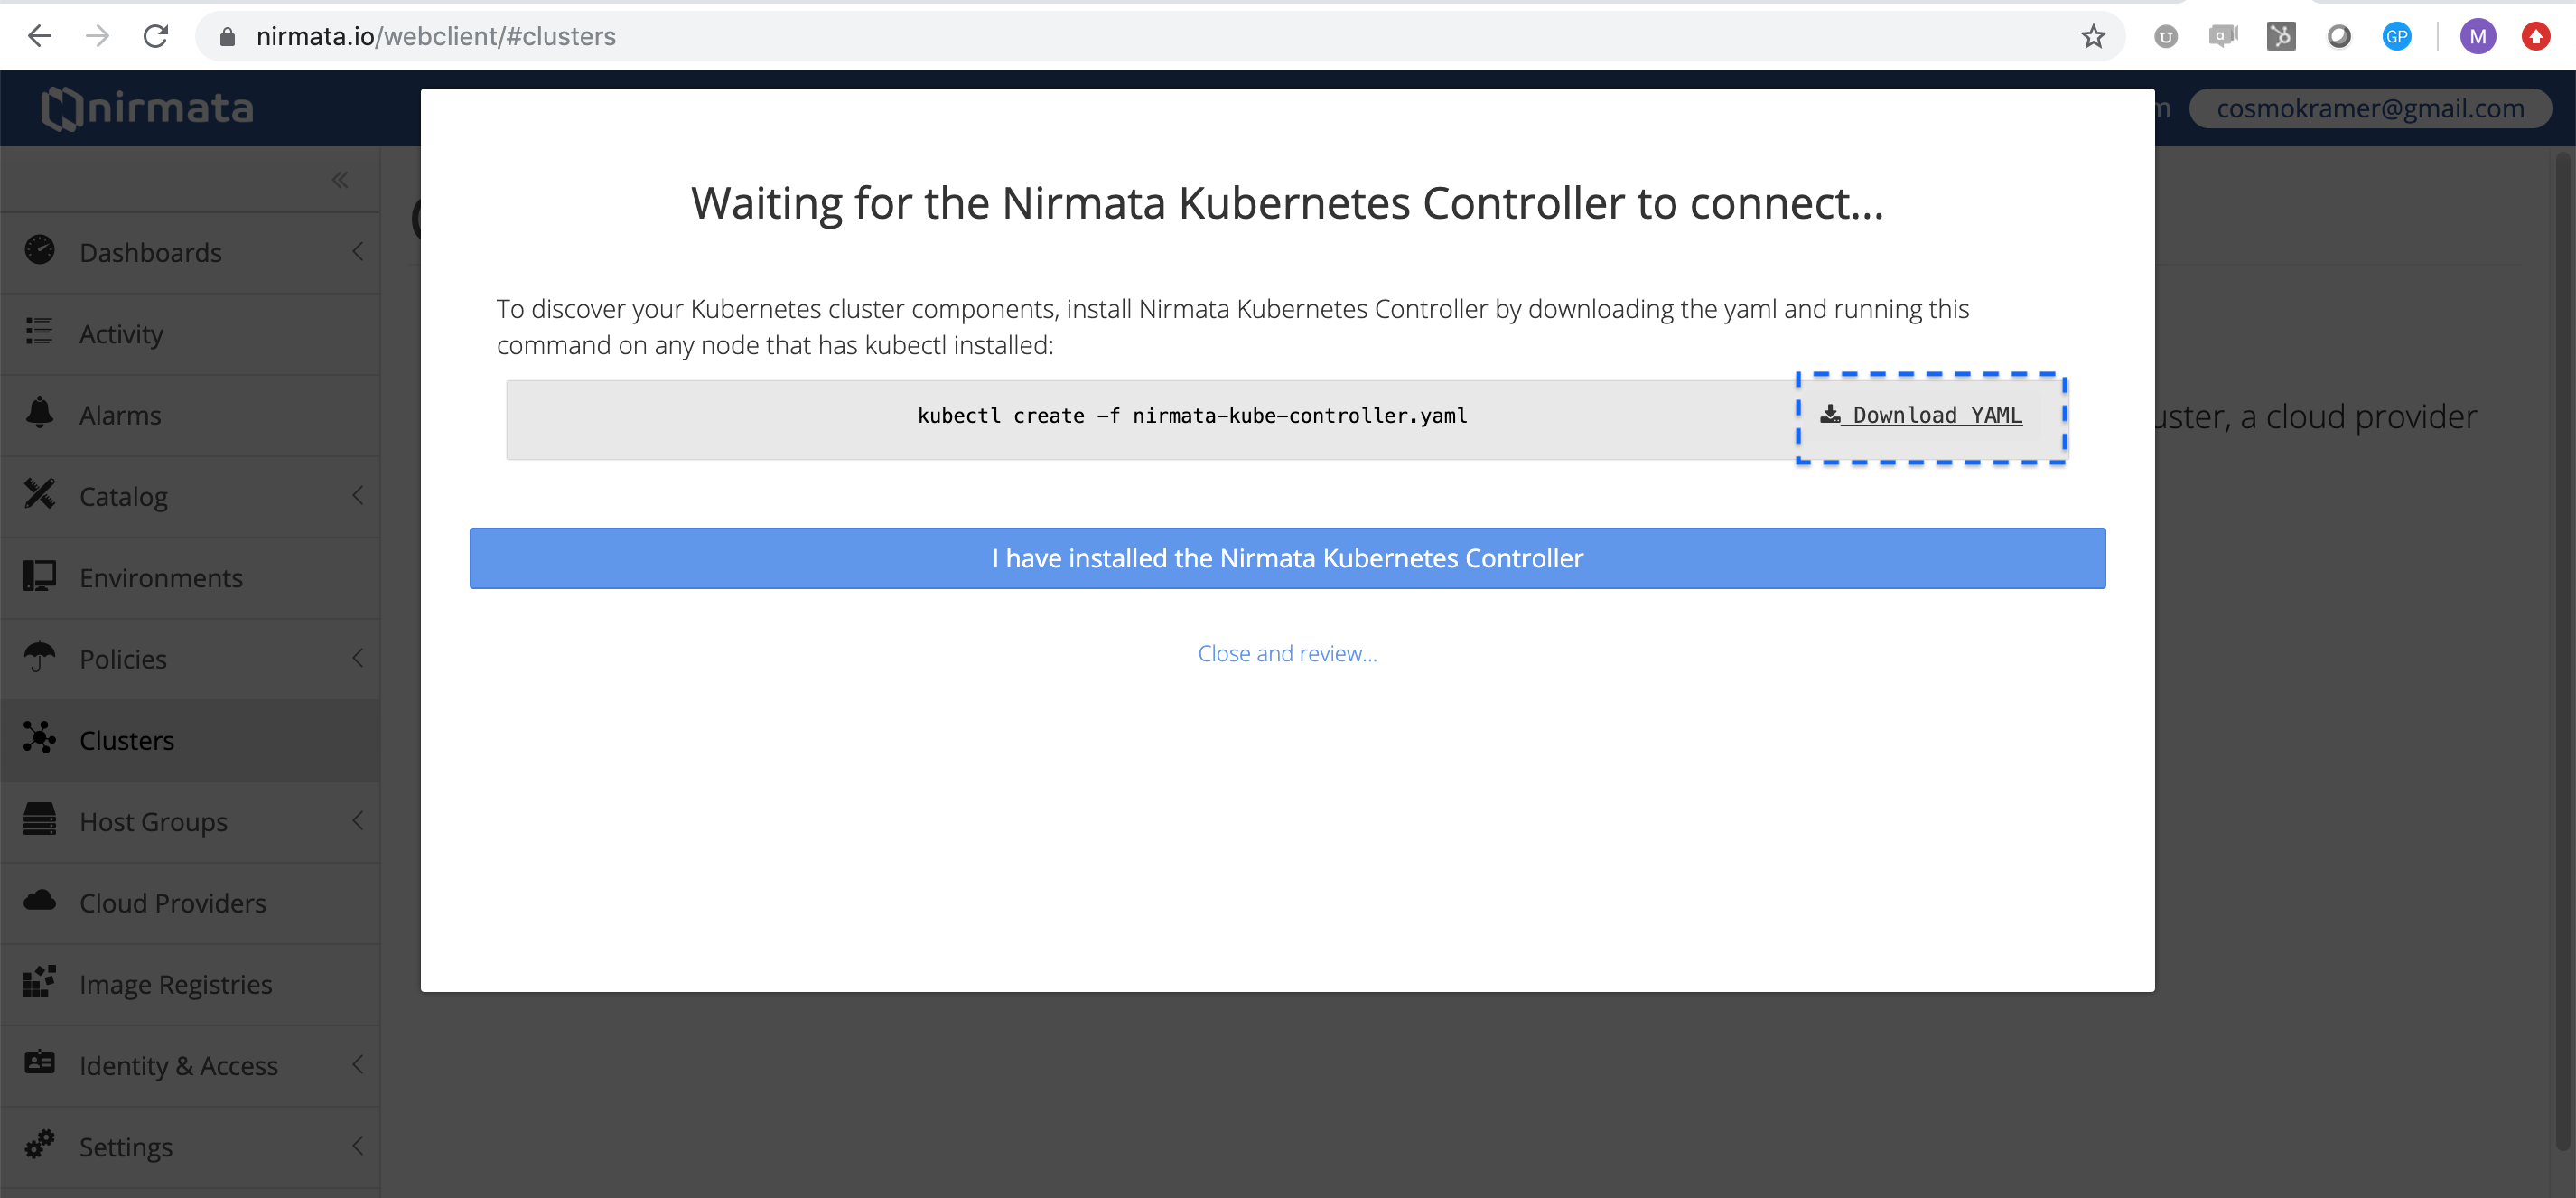 nirmata.io/webclient/#clusters
GP
M
nirmata
m
cosmokramer@gmail.com
Dashboards
Activity
Alarms
Catalog
Environments
Policies
Clusters
Host Groups
Cloud Providers
Image Registries
Identity & Access
Settings
Waiting for the Nirmata Kubernetes Controller to connect...
To discover your Kubernetes cluster components, install Nirmata Kubernetes Controller by downloading the yaml and running this
command on any node that has kubectl installed:
kubectl create -f nirmata-kube-controller.yaml
Download YAML
I have installed the Nirmata Kubernetes Controller
Close and review...
uster, a cloud provider